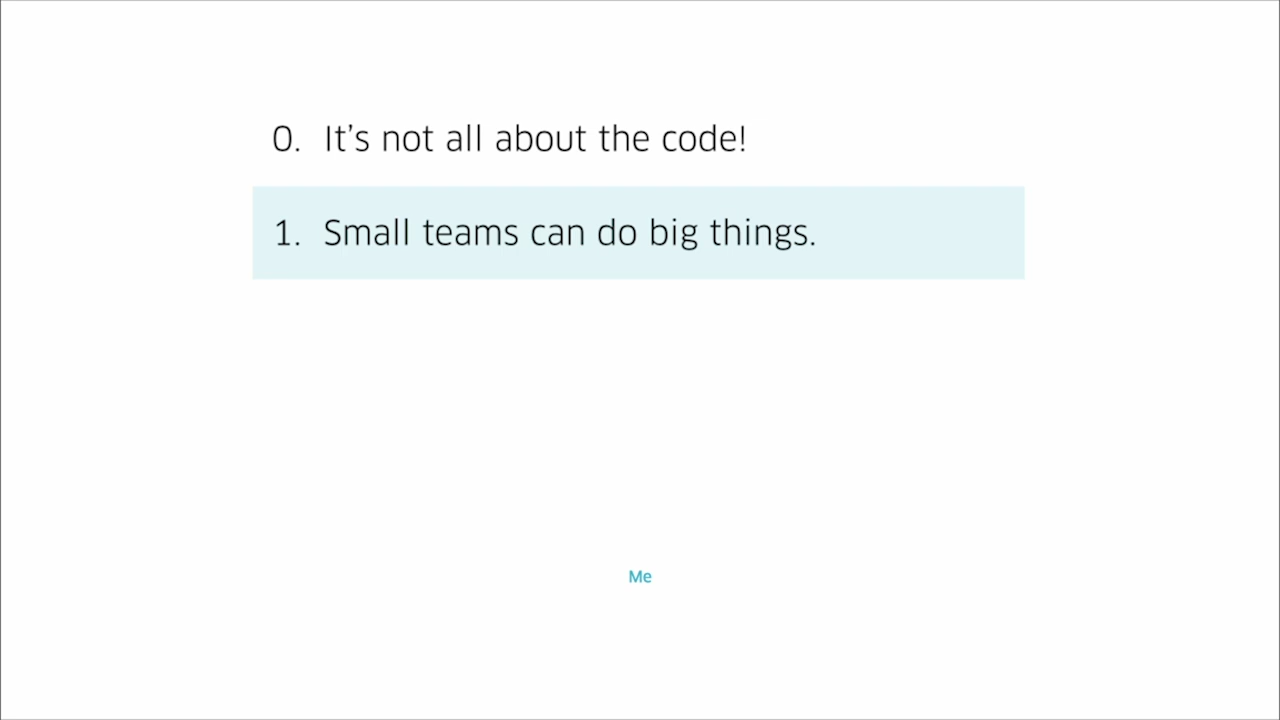 0. It’s not all about the code!
1. Small teams can do big things.
Me